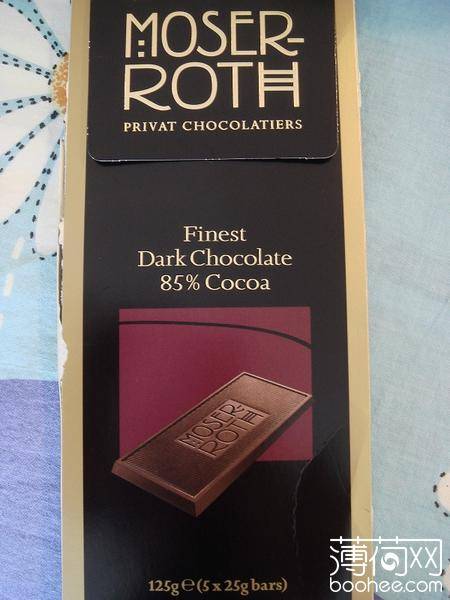 MOSER-
ROTH
PRIVAT CHOCOLATIERS
Finest
Dark Chocolate
85% Cocoa
MOSER-
ROTH
125g e (5 x 25g bars)
薄荷网
boohee.com